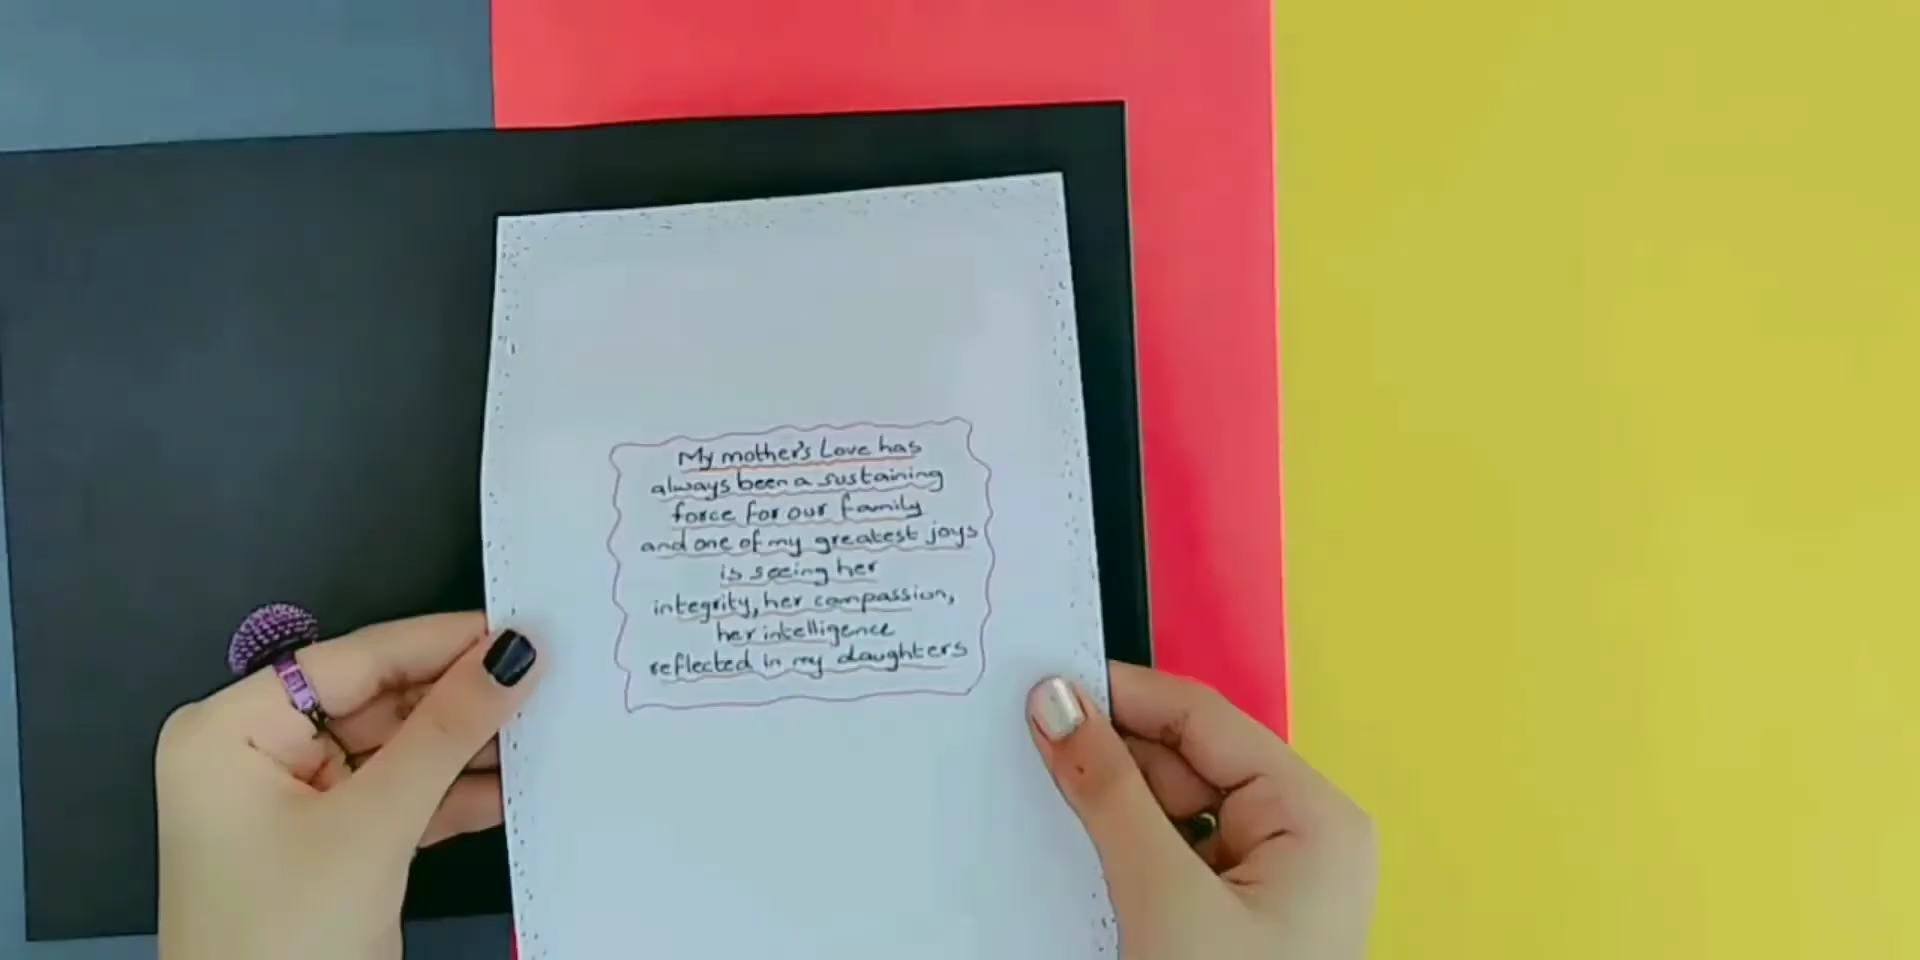 My mother's Love has
always been a sustaining
force for our family
and one of my greatest joys
is seeing her
integrity, her compassion,
her intelligence
reflected in my daughters